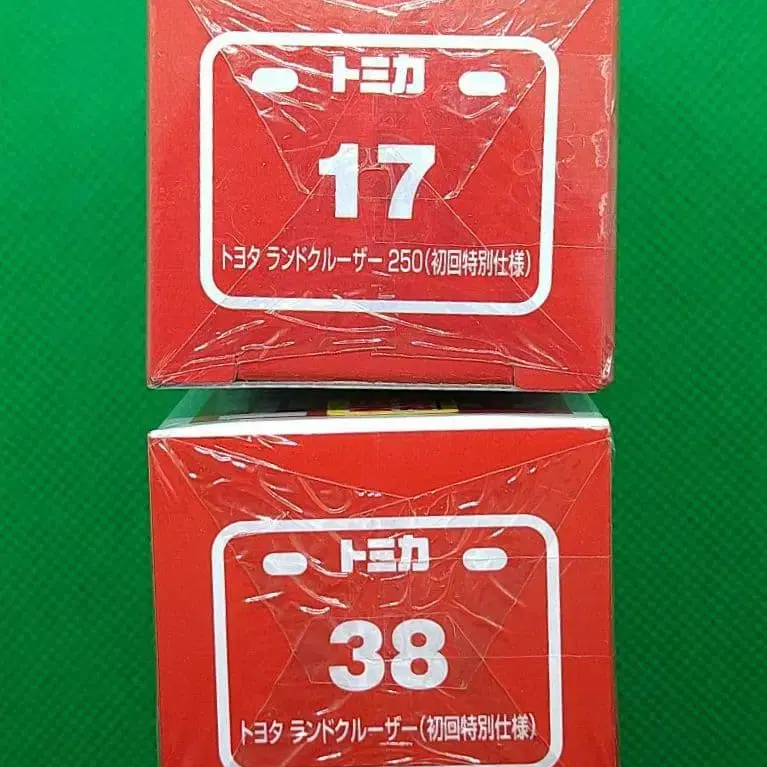 トミカ
17
トヨタ ランドクルーザー 250(初回特別仕様)
トミカ
38
トヨタ ランドクルーザー(初回特別仕様)